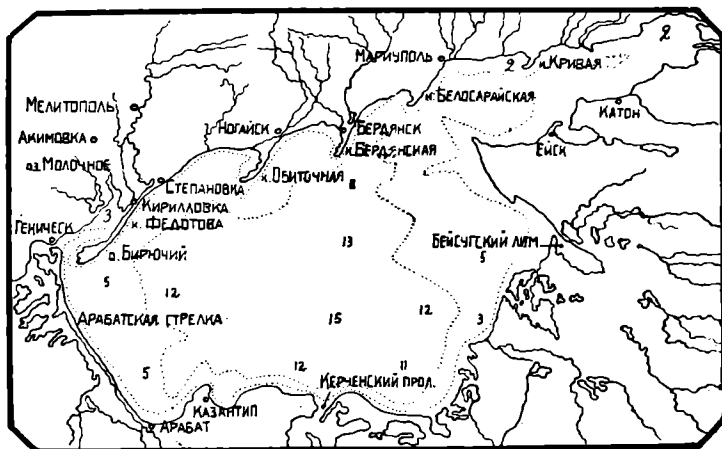 2
Мариуполь
2
к. Кривая
Мелитополь
к. Белосарайская
Катон
Ногайск
Бердянск
Акимовка
Ейск
к. Бердянская
оз. Молочное
к. Обиточная
Степановка
8
Кирилловка
3
к. Федотова
Геническ
13
Бейсугский лим.
о. Бирючий
5
5
12
12
15
3
Арабатская стрелка
5
12
11
Керченский прол.
Казантип
Арабат